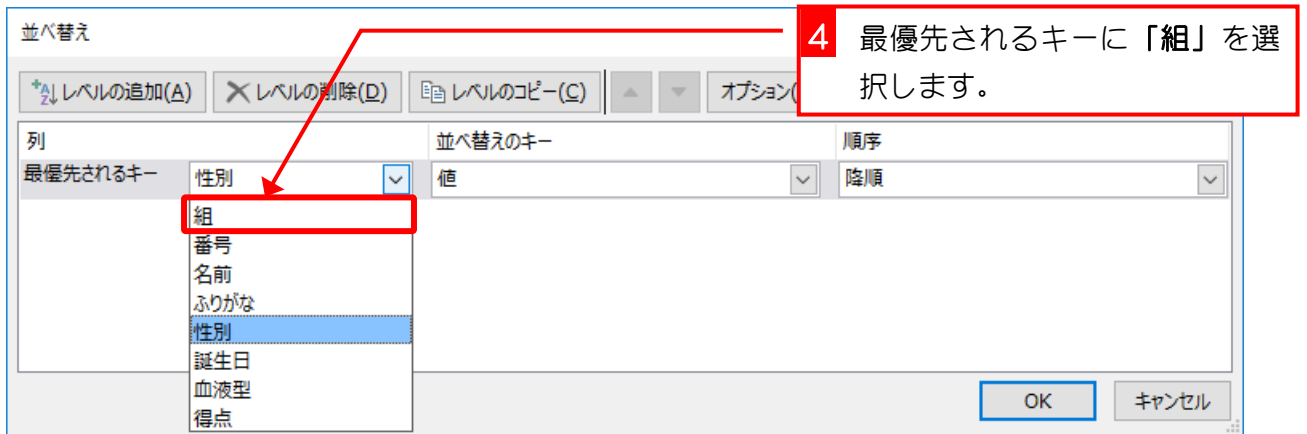 並べ替え
4 最優先されるキーに「組」を選
択します。
レベルの追加(A) レベルの削除(D) レベルのコピー(C) オプション(
列 並べ替えのキー 順序
最優先されるキー 性別 値 降順
組
番号
名前
ふりがな
性別
誕生日
血液型
得点
OK キャンセル